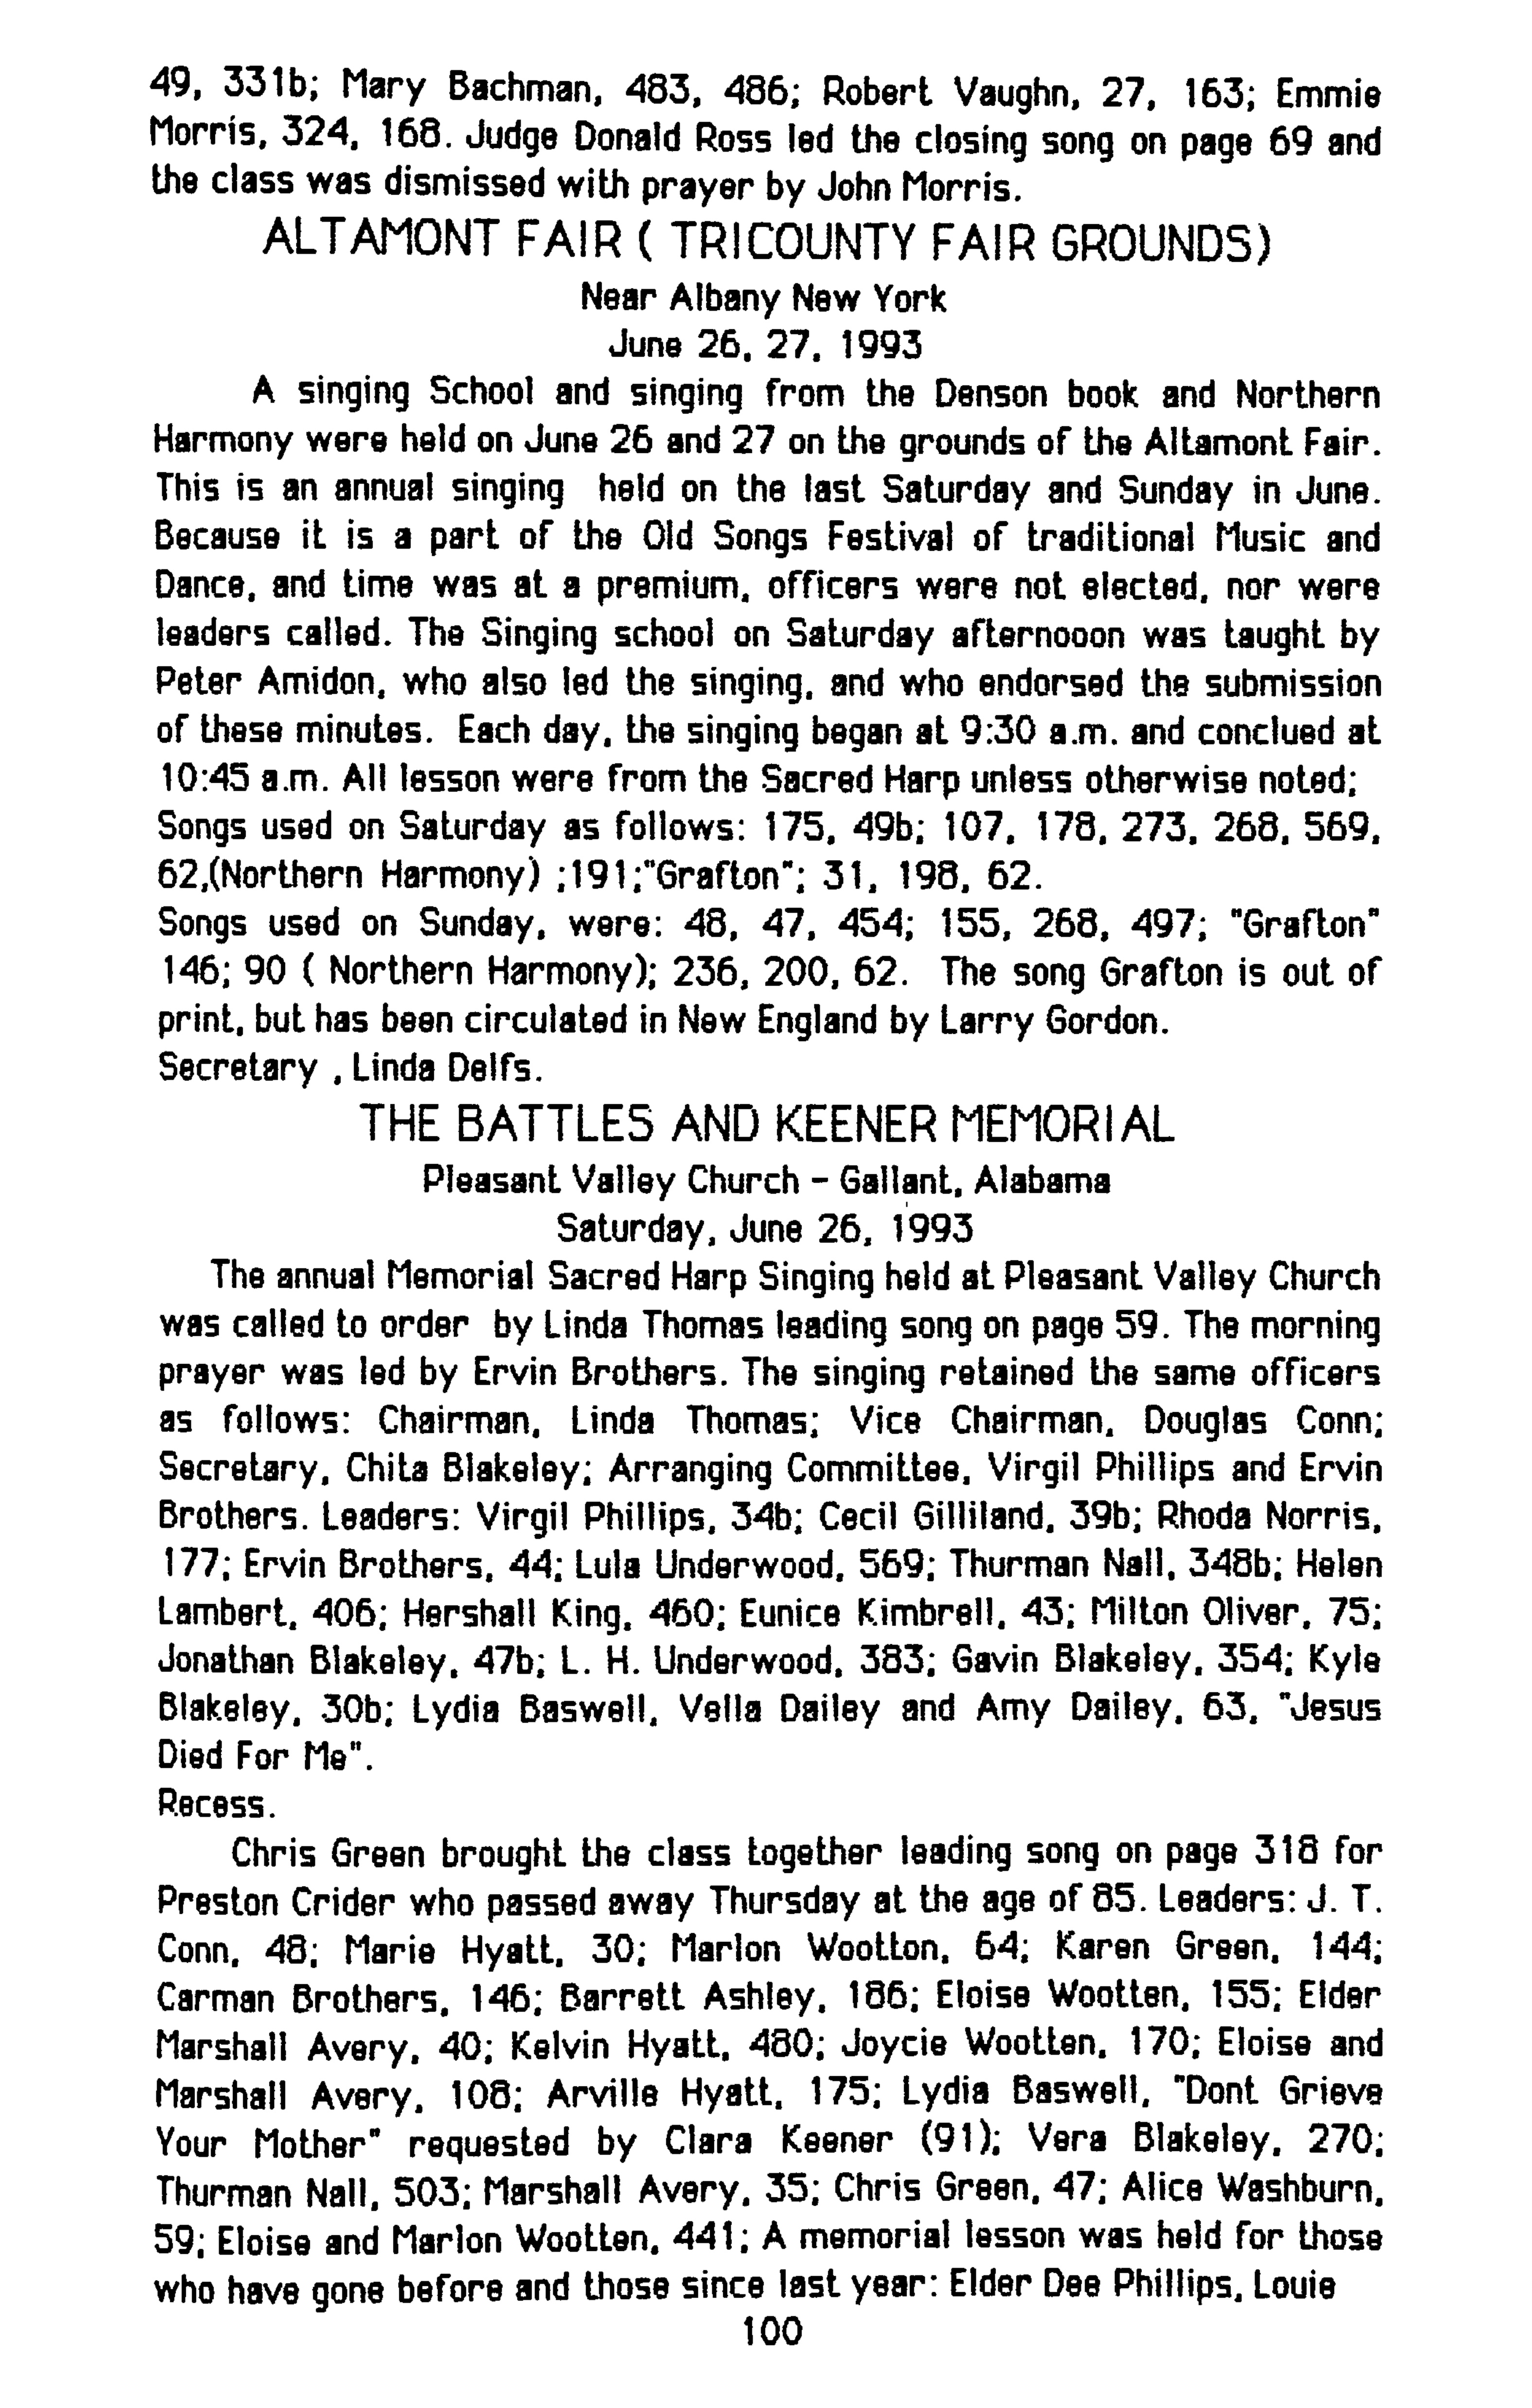 49, 331b; Mary Bachman, 483, 486; Robert Vaughn, 27, 163; Emmie
Morris, 324, 168. Judge Donald Ross led the closing song on page 69 and
the class was dismissed with prayer by John Morris.
ALTAMONT FAIR ( TRICOUNTY FAIR GROUNDS)
Near Albany New York
June 26, 27, 1993
A singing School and singing from the Denson book and Northern
Harmony were held on June 26 and 27 on the grounds of the Altamont Fair.
This is an annual singing held on the last Saturday and Sunday in June.
Because it is a part of the Old Songs Festival of traditional Music and
Dance, and time was at a premium, officers were not elected, nor were
leaders called. The Singing school on Saturday afternooon was taught by
Peter Amidon, who also led the singing, and who endorsed the submission
of these minutes. Each day, the singing began at 9:30 a.m. and conclued at
10:45 a.m. All lesson were from the Sacred Harp unless otherwise noted;
Songs used on Saturday as follows: 175, 49b; 107, 178, 273, 268, 569,
62,(Northern Harmony) ;191;"Grafton"; 31, 198, 62.
Songs used on Sunday, were: 48, 47, 454; 155, 268, 497; "Grafton"
146; 90 ( Northern Harmony); 236, 200, 62. The song Grafton is out of
print, but has been circulated in New England by Larry Gordon.
Secretary , Linda Delfs.
THE BATTLES AND KEENER MEMORIAL
Pleasant Valley Church - Gallant, Alabama
Saturday, June 26, 1993
The annual Memorial Sacred Harp Singing held at Pleasant Valley Church
was called to order by Linda Thomas leading song on page 59. The morning
prayer was led by Ervin Brothers. The singing retained the same officers
as follows: Chairman, Linda Thomas; Vice Chairman, Douglas Conn;
Secretary, Chita Blakeley; Arranging Committee, Virgil Phillips and Ervin
Brothers. Leaders: Virgil Phillips, 34b; Cecil Gilliland, 39b; Rhoda Norris,
177; Ervin Brothers, 44; Lula Underwood, 569; Thurman Nall, 348b; Helen
Lambert, 406; Hershall King, 460; Eunice Kimbrell, 43; Milton Oliver, 75;
Jonathan Blakeley, 47b; L. H. Underwood, 383; Gavin Blakeley, 354; Kyle
Blakeley, 30b; Lydia Baswell, Vella Dailey and Amy Dailey, 63, "Jesus
Died For Me".
Recess.
Chris Green brought the class together leading song on page 318 for
Preston Crider who passed away Thursday at the age of 85. Leaders: J. T.
Conn, 48; Marie Hyatt, 30; Marlon Wootton, 64; Karen Green, 144;
Carman Brothers, 146; Barrett Ashley, 186; Eloise Wootten, 155; Elder
Marshall Avery, 40; Kelvin Hyatt, 480; Joycie Wootten, 170; Eloise and
Marshall Avery, 108; Arville Hyatt, 175; Lydia Baswell, "Dont Grieve
Your Mother" requested by Clara Keener (91); Vera Blakeley, 270;
Thurman Nall, 503; Marshall Avery, 35; Chris Green, 47; Alice Washburn,
59; Eloise and Marlon Wootten, 441; A memorial lesson was held for those
who have gone before and those since last year: Elder Dee Phillips, Louie
100